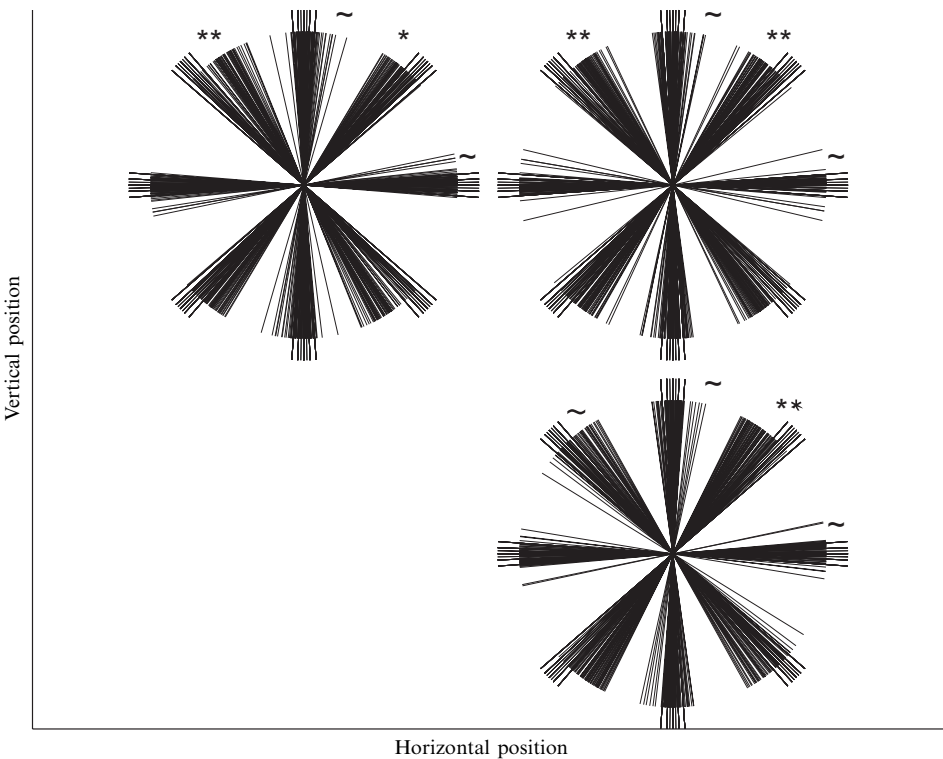 ~
~
** * ** **
~ ~
~
~ **
~
Vertical position
Horizontal position